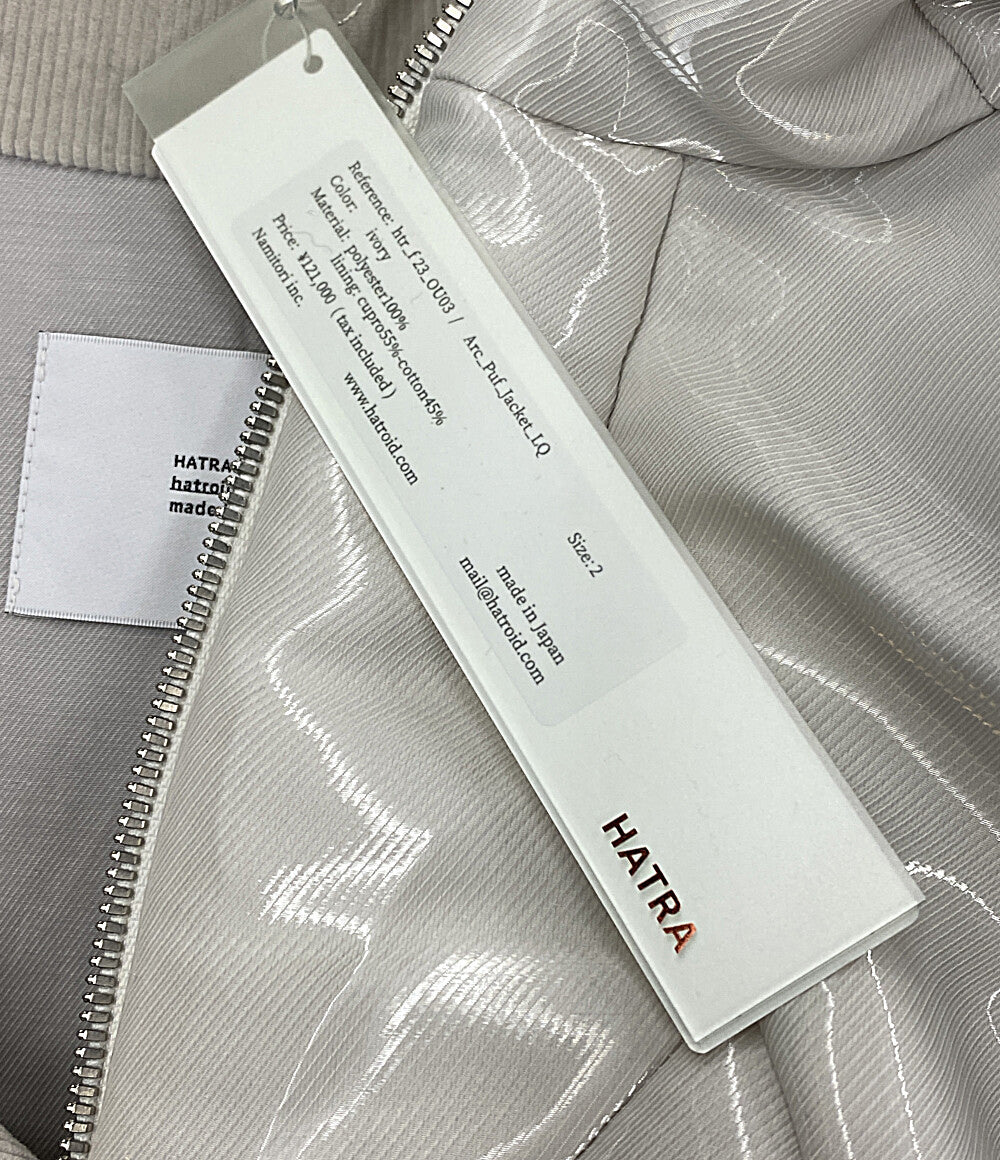 Reference: htr_f23_OU03 / Arc_Puf_Jacket_LQ
Color: ivory Size: 2
Material: polyester100%
lining: cupro55%-cotton45%
Price: ¥121,000 ( tax included ) made in Japan
Namitori inc. www.hatroid.com mail@hatroid.com
HATRA
HATRA
hatroi
made